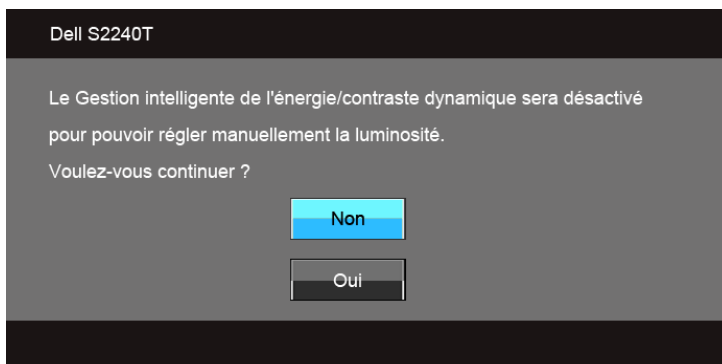 Dell S2240T
Le Gestion intelligente de l'énergie/contraste dynamique sera désactivé
pour pouvoir régler manuellement la luminosité.
Voulez-vous continuer ?
Non
Oui